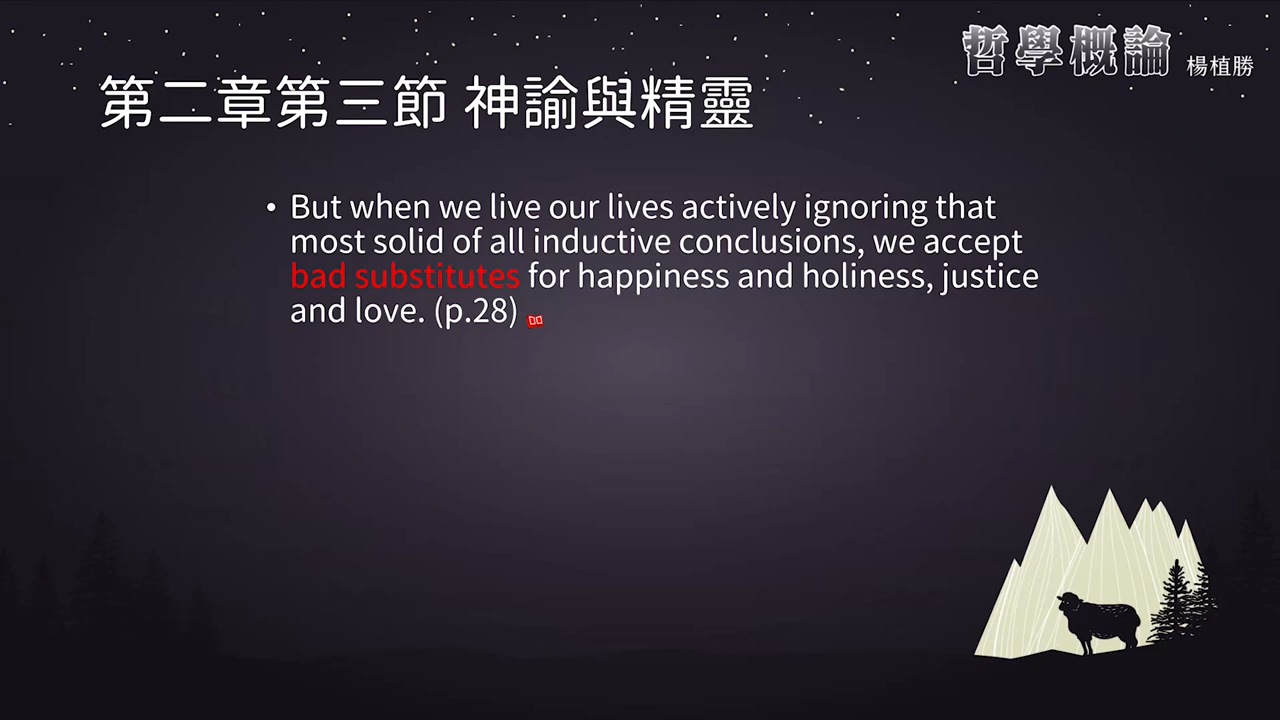 哲學概論 楊植勝
第二章第三節 神諭與精靈
• But when we live our lives actively ignoring that
most solid of all inductive conclusions, we accept
bad substitutes for happiness and holiness, justice
and love. (p.28)